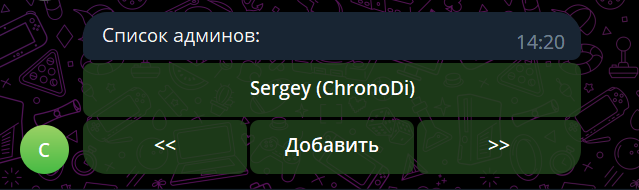 Список админов:
14:20
Sergey (ChronoDi)
C
<< Добавить >>